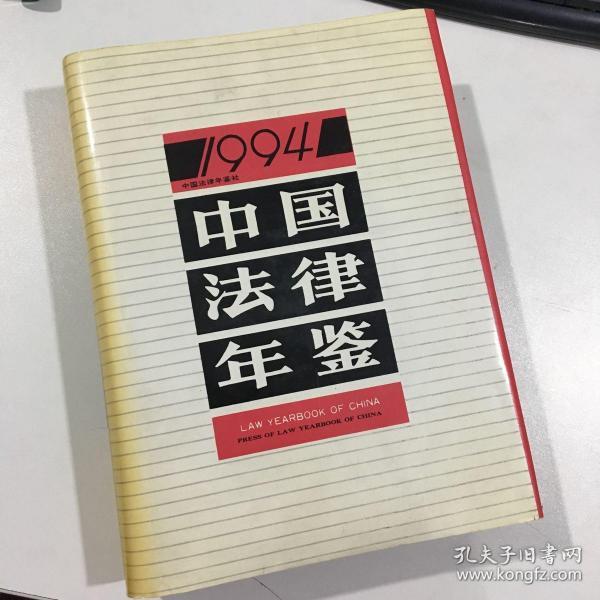 1994
中国法律年鉴社
中国
法律
年鉴
LAW YEARBOOK OF CHINA
PRESS OF LAW YEARBOOK OF CHINA
孔夫子旧书网
www.kongfz.com